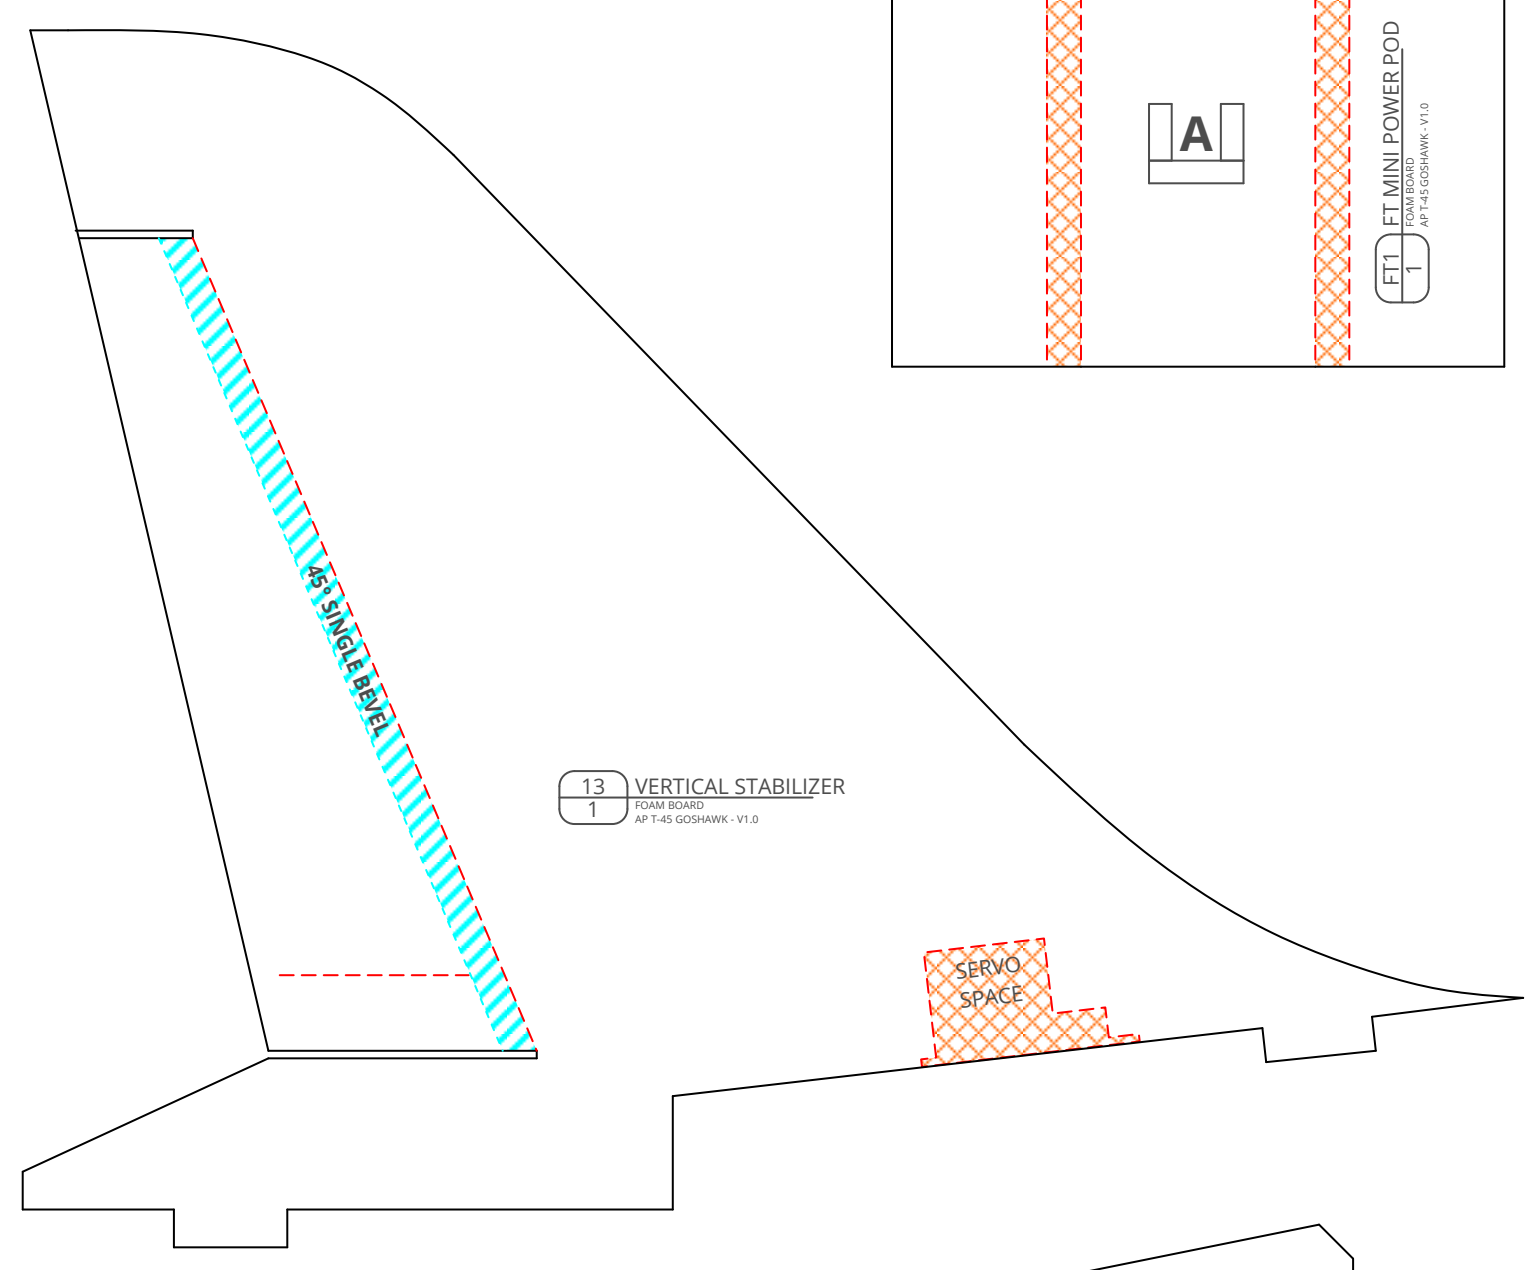 A
FT1
1
FT MINI POWER POD
FOAM BOARD
AP T-45 GOSHAWK - V1.0
45° SINGLE BEVEL
13
1
VERTICAL STABILIZER
FOAM BOARD
AP T-45 GOSHAWK - V1.0
SERVO
SPACE